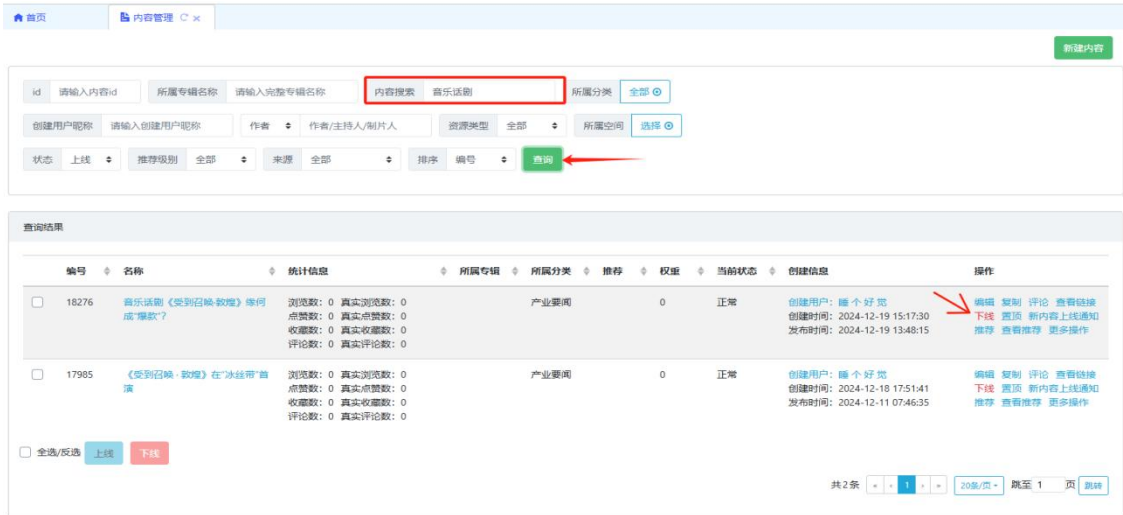 首页 内容管理
新建内容
id 请输入内容id 所属专辑名称 请输入完整专辑名称 内容搜索 音乐话剧 所属分类 全部
创建用户昵称 请输入创建用户昵称 作者 作者/主持人/制片人 资源类型 全部 所属空间 选择
状态 上线 推荐级别 全部 来源 全部 排序 编号 查询
查询结果
编号 名称 统计信息 所属专辑 所属分类 推荐 权重 当前状态 创建信息 操作
18276 音乐话剧《受到召唤·敦煌》缘何 浏览数：0 真实浏览数：0 产业要闻 0 正常 创建用户：睡个好觉 编辑 复制 评论 查看链接
成“爆款”？ 点赞数：0 真实点赞数：0 创建时间：2024-12-19 15:17:30 下线 置顶 新内容上线通知
收藏数：0 真实收藏数：0 发布时间：2024-12-19 13:48:15 推荐 查看推荐 更多操作
评论数：0 真实评论数：0
17985 《受到召唤·敦煌》在“冰丝带”首 浏览数：0 真实浏览数：0 产业要闻 0 正常 创建用户：睡个好觉 编辑 复制 评论 查看链接
演 点赞数：0 真实点赞数：0 创建时间：2024-12-18 17:51:41 下线 置顶 新内容上线通知
收藏数：0 真实收藏数：0 发布时间：2024-12-11 07:46:35 推荐 查看推荐 更多操作
评论数：0 真实评论数：0
全选/反选 上线 下线
共2条 « ‹ 1 › » 20条/页 跳至 1 页 跳转